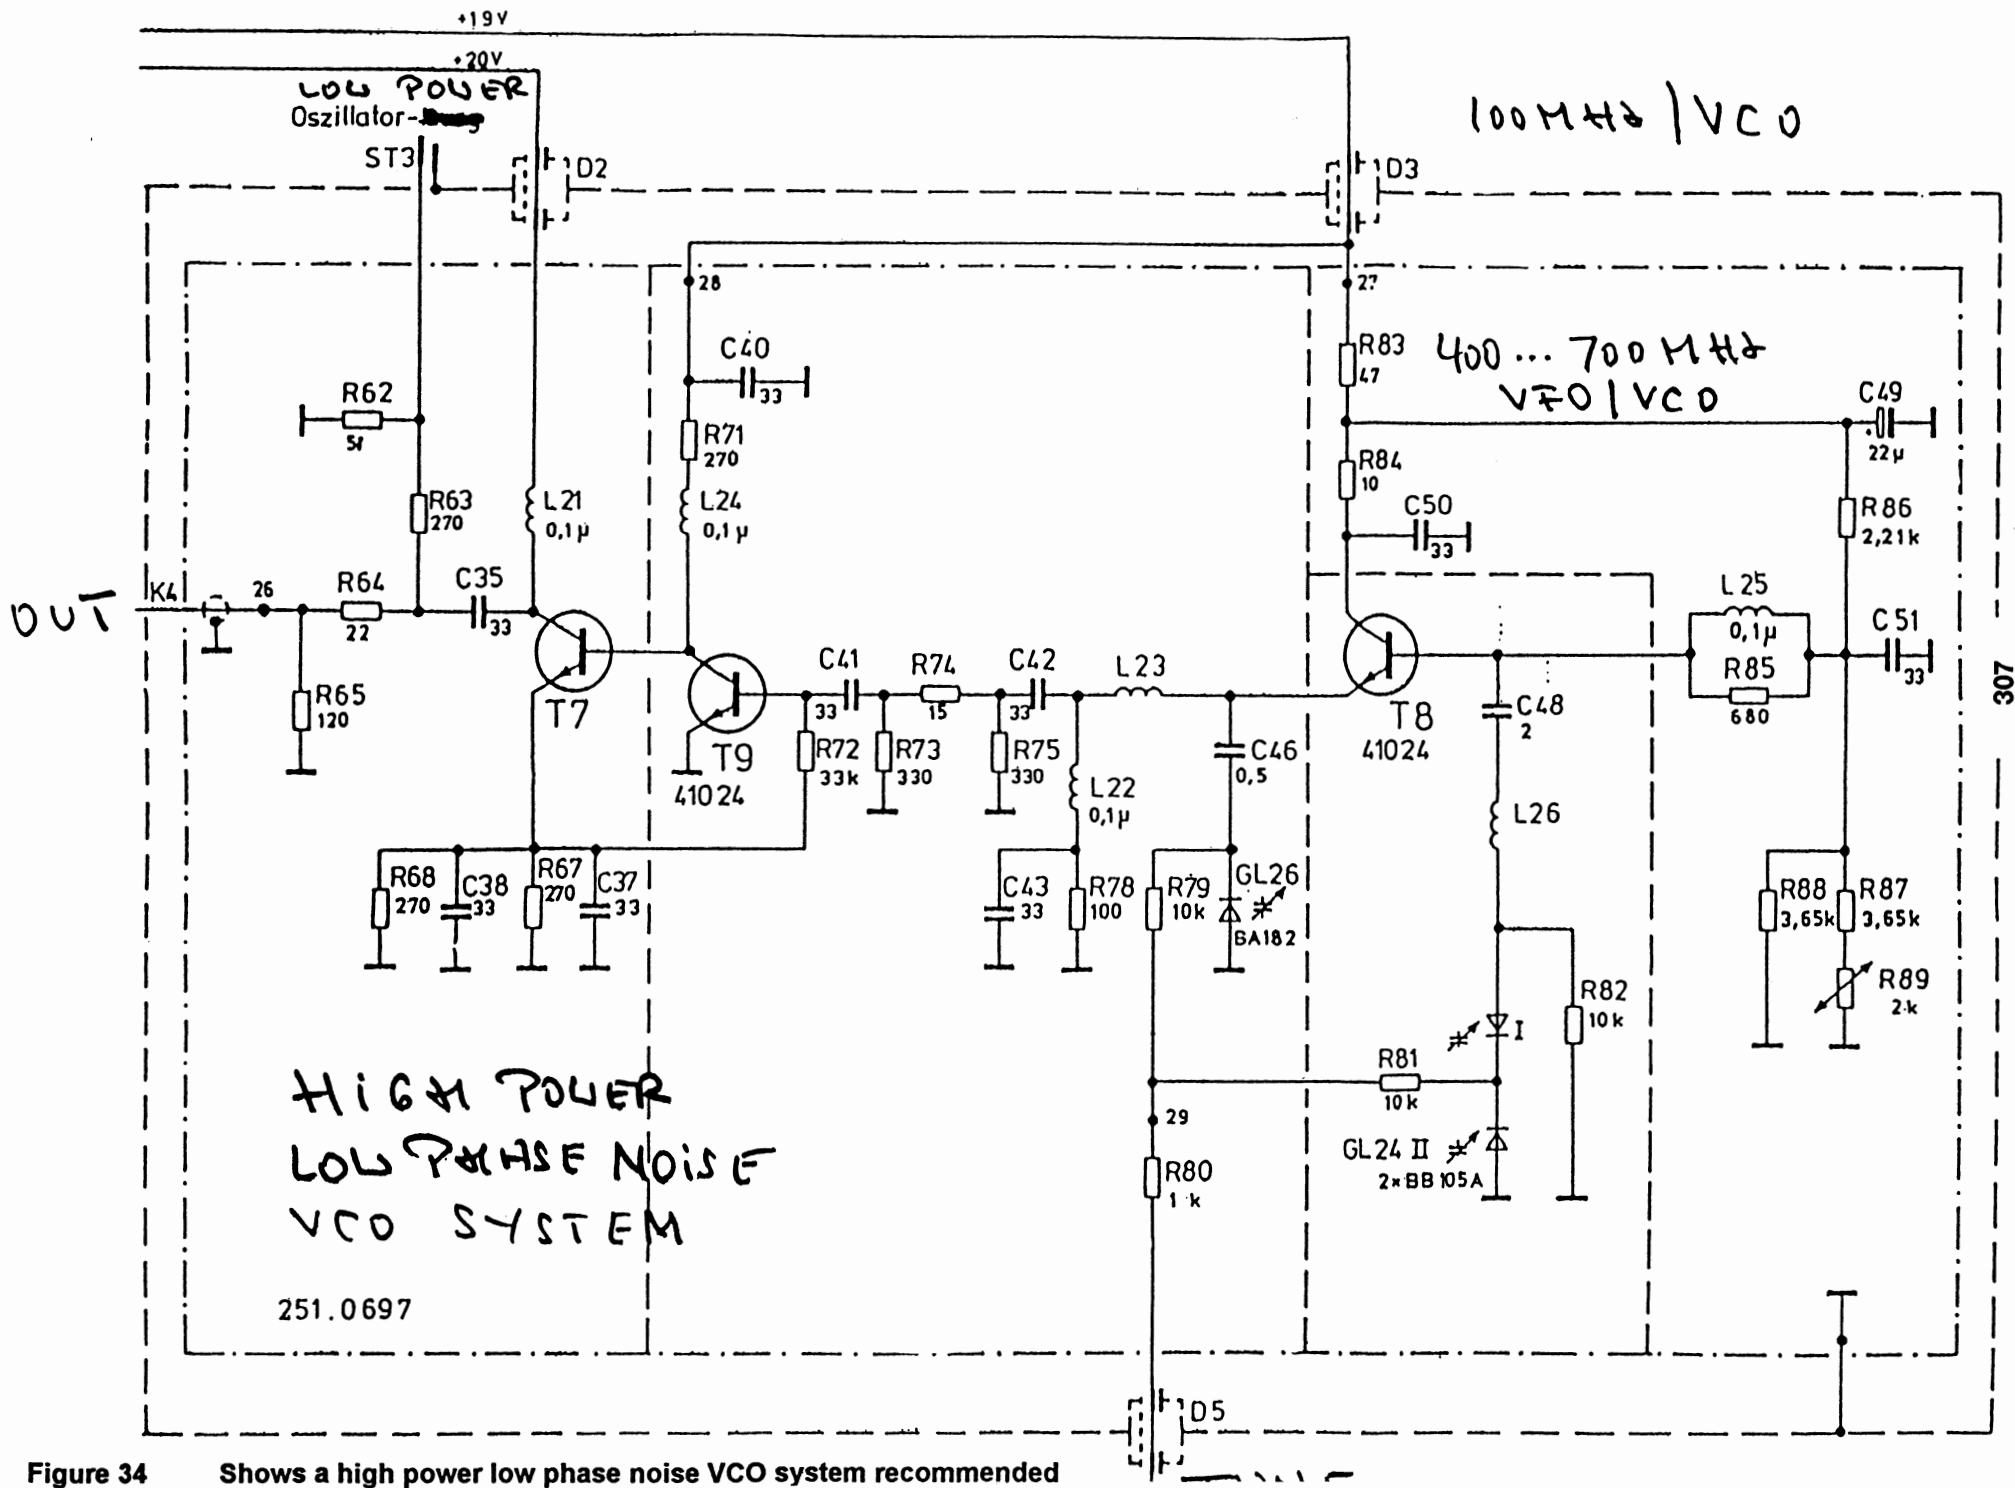 +19V
+20V
LOW POWER
Oszillator-
ST3
D2
D3
100MHz/VCO
28
27
C40
33
R83
47
400...700MHz
VFO/VCO
C49
22µ
R62
51
R71
270
R84
10
C50
33
R86
2,21k
R63
270
L21
0,1µ
L24
0,1µ
OUT
K4
26
R64
22
C35
33
R65
120
T7
T9
41024
C41
33
R74
15
C42
33
L23
R72
33k
R73
330
R75
330
L22
0,1µ
C46
0,5
T8
41024
C48
2
L25
0,1µ
R85
680
C51
33
307
L26
R68
270
C38
33
R67
270
C37
33
C43
33
R78
100
R79
10k
GL26
BA182
R88
3,65k
R87
3,65k
R89
2k
R82
10k
I
R81
10k
29
GL24 II
2×BB105A
R80
1k
HIGH POWER
LOW PHASE NOISE
VCO SYSTEM
251.0697
D5
Figure 34 Shows a high power low phase noise VCO system recommended